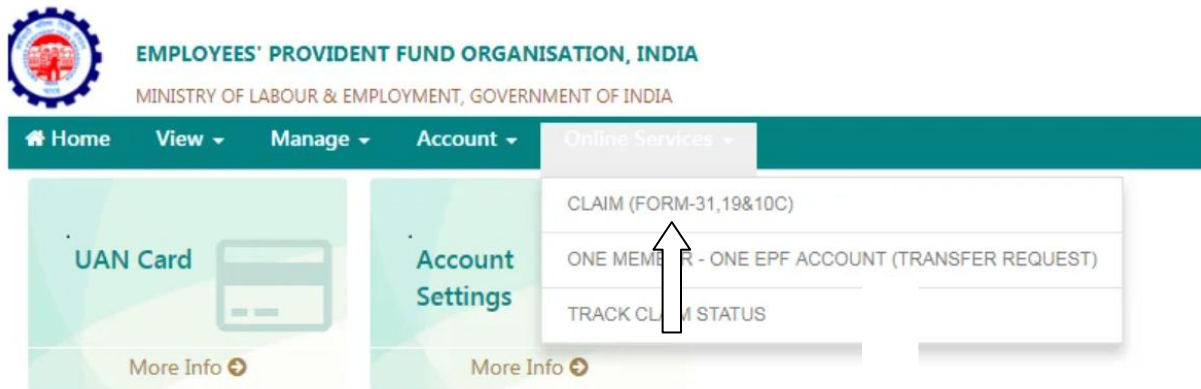 EMPLOYEES' PROVIDENT FUND ORGANISATION, INDIA
MINISTRY OF LABOUR & EMPLOYMENT, GOVERNMENT OF INDIA
Home View Manage Account Online Services
CLAIM (FORM-31,19&10C)
UAN Card
Account
Settings
ONE MEMBER - ONE EPF ACCOUNT (TRANSFER REQUEST)
TRACK CLAIM STATUS
More Info
More Info